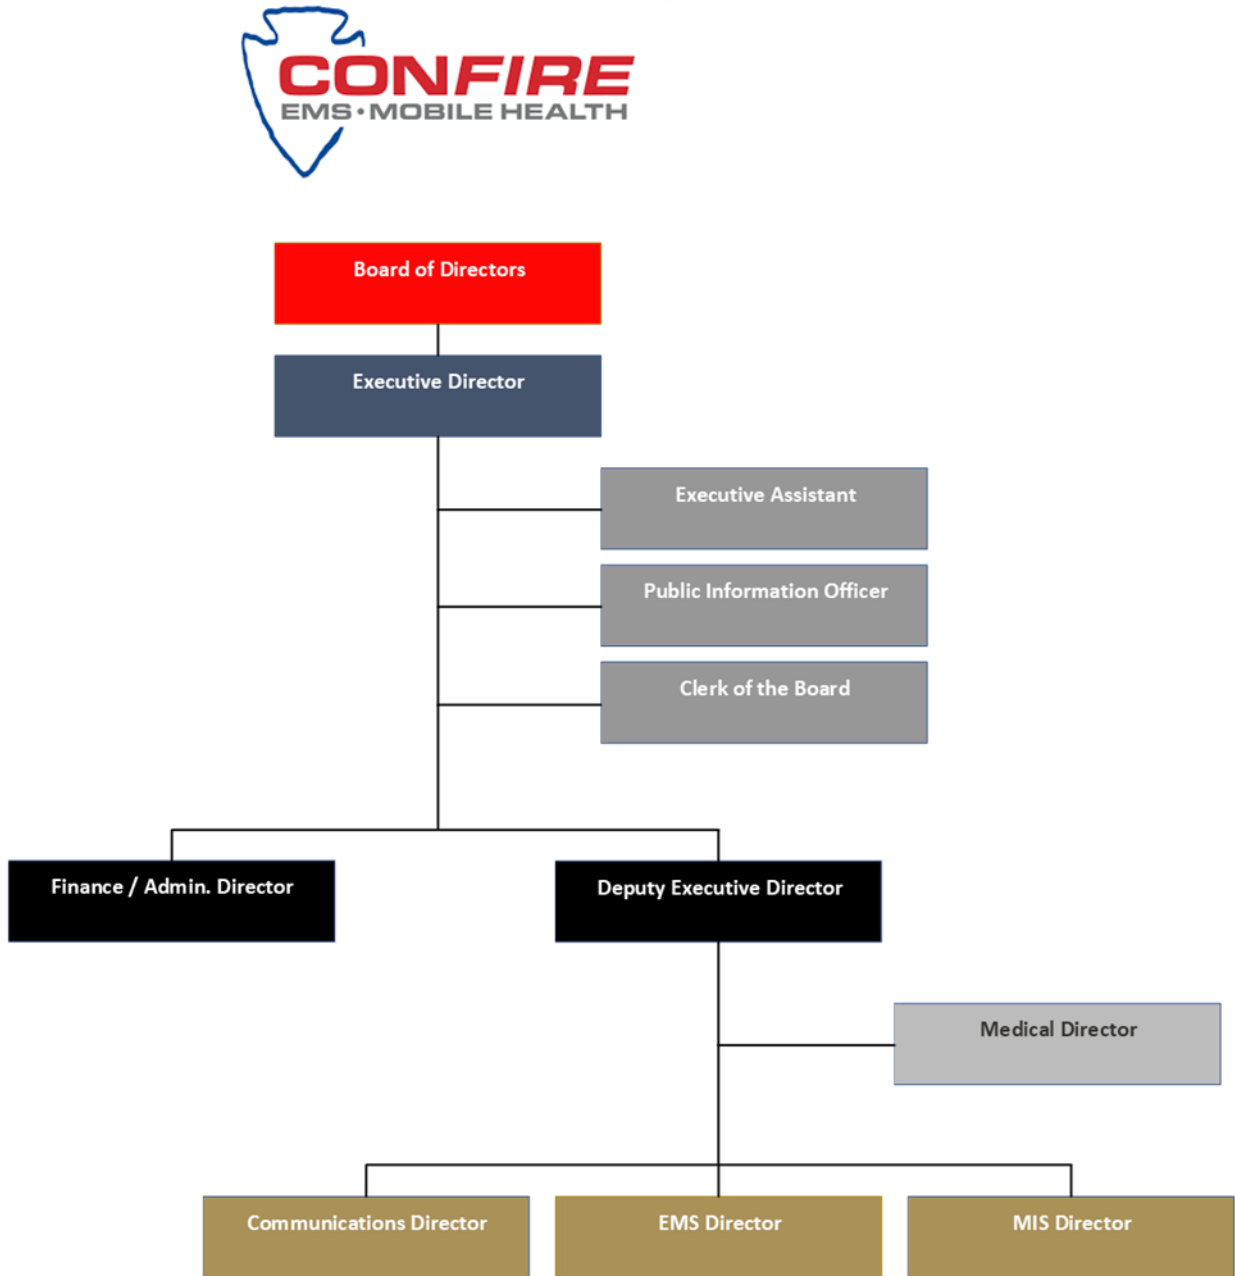 CONFIRE
EMS•MOBILE HEALTH
Board of Directors
Executive Director
Executive Assistant
Public Information Officer
Clerk of the Board
Finance / Admin. Director
Deputy Executive Director
Medical Director
Communications Director
EMS Director
MIS Director